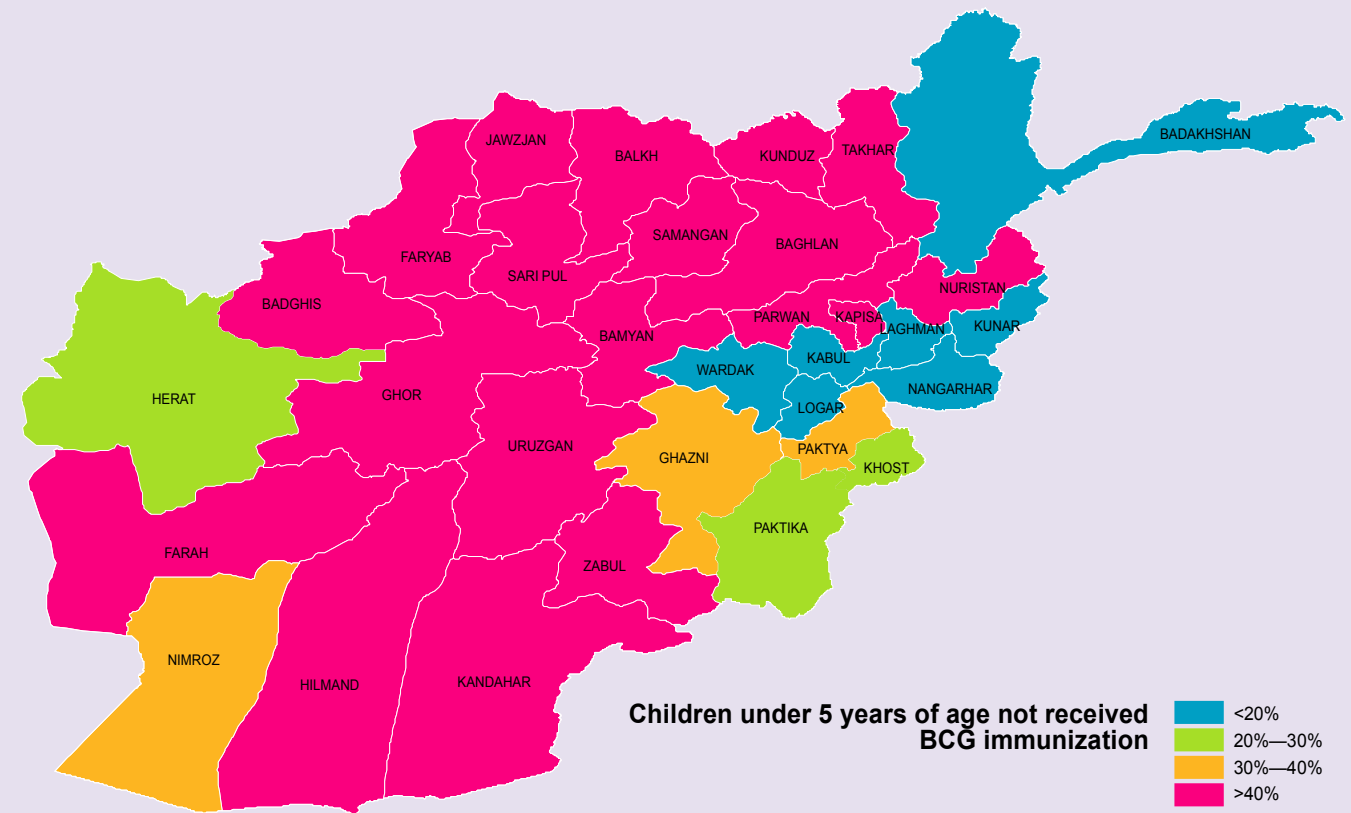 BADAKHSHAN
JAWZJAN
BALKH
KUNDUZ
TAKHAR
FARYAB
SARI PUL
SAMANGAN
BAGHLAN
BADGHIS
NURISTAN
BAMYAN
PARWAN
KAPISA
LAGHMAN
KUNAR
HERAT
GHOR
WARDAK
KABUL
NANGARHAR
LOGAR
URUZGAN
GHAZNI
PAKTYA
KHOST
FARAH
ZABUL
PAKTIKA
NIMROZ
HILMAND
KANDAHAR
Children under 5 years of age not received
BCG immunization
<20%
20%—30%
30%—40%
>40%